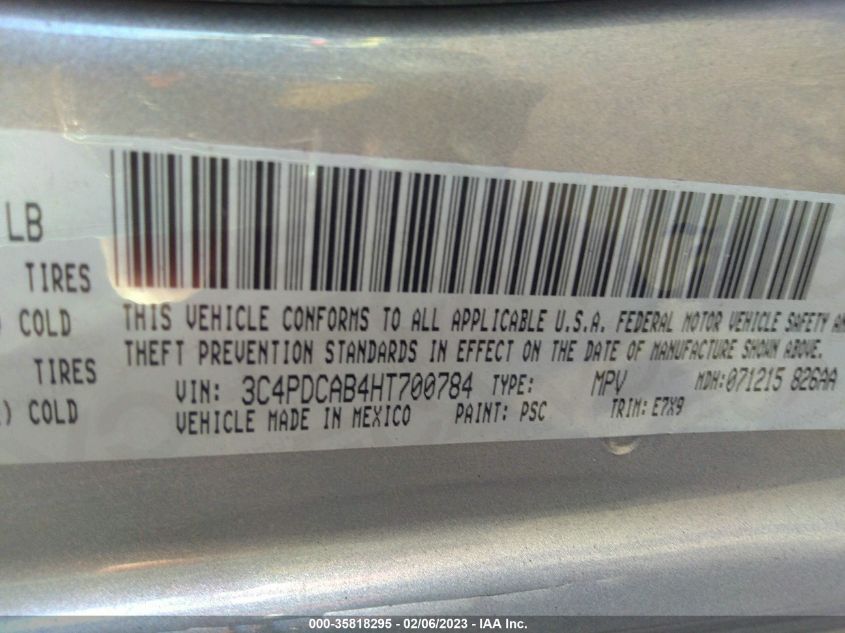 LB
TIRES
) COLD
TIRES
) COLD
THIS VEHICLE CONFORMS TO ALL APPLICABLE U.S.A. FEDERAL MOTOR VEHICLE SAFETY AN
THEFT PREVENTION STANDARDS IN EFFECT ON THE DATE OF MANUFACTURE SHOWN ABOVE.
VIN: 3C4PDCAB4HT700784 TYPE: MPV MDH:071215 826AA
VEHICLE MADE IN MEXICO PAINT: PSC TRIM: E7X9
000-35818295 - 02/06/2023 - IAA Inc.